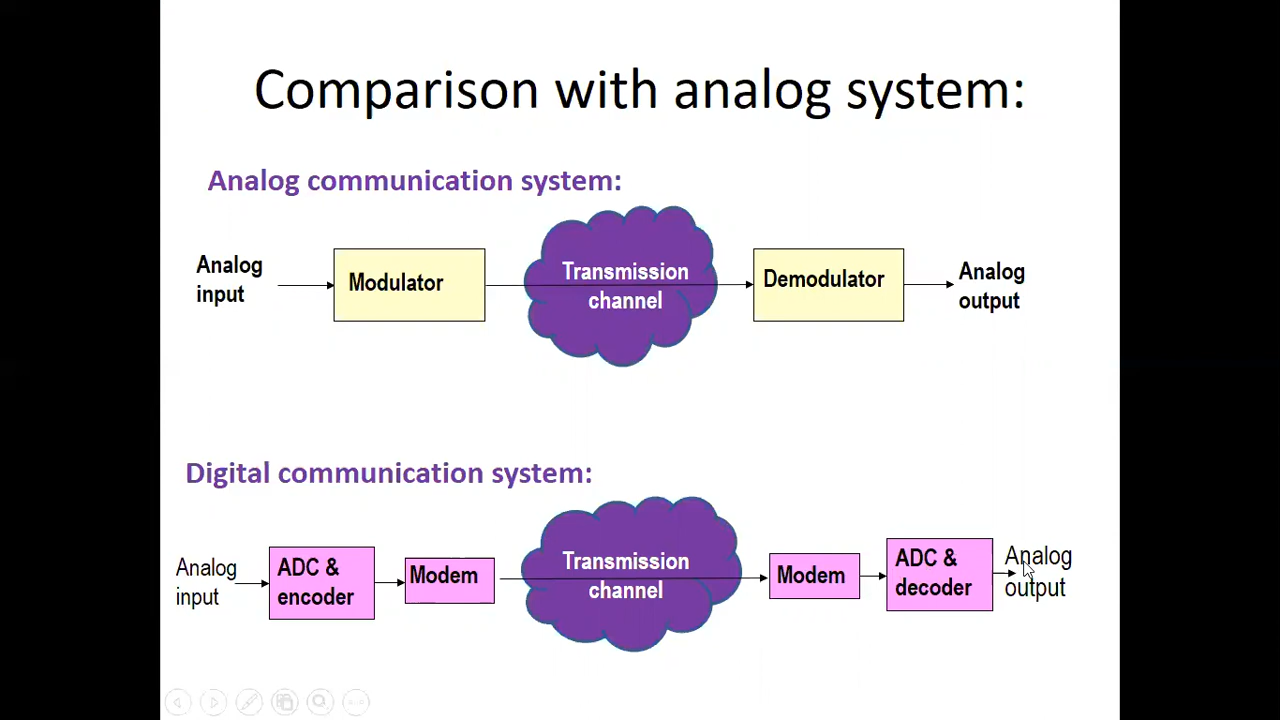 Comparison with analog system:
Analog communication system:
Analog
input
Modulator
Transmission
channel
Demodulator
Analog
output
Digital communication system:
Analog
input
ADC &
encoder
Modem
Transmission
channel
Modem
ADC &
decoder
Analog
output